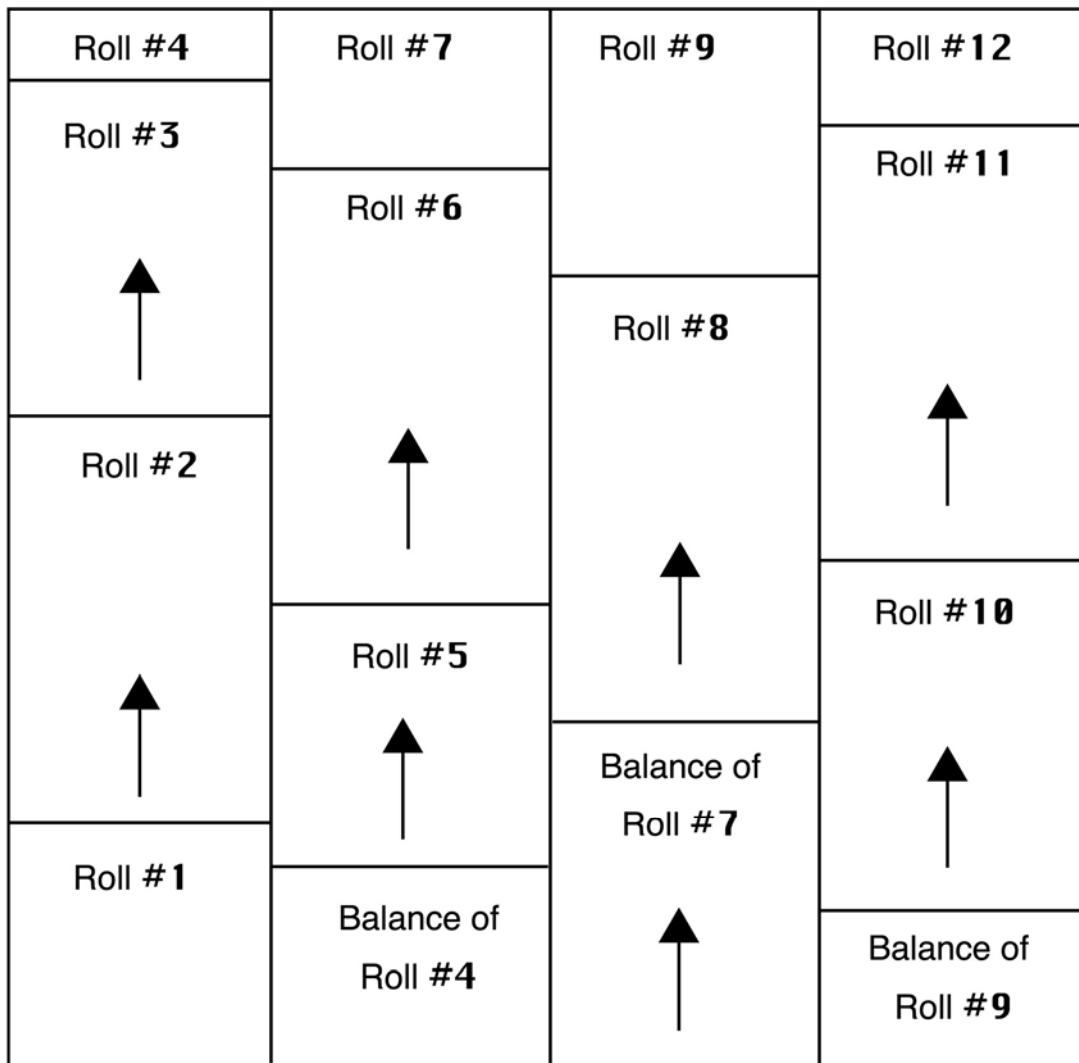 Roll #4
Roll #3
Roll #2
Roll #1
Roll #7
Roll #6
Roll #5
Balance of
Roll #4
Roll #9
Roll #8
Balance of
Roll #7
Roll #12
Roll #11
Roll #10
Balance of
Roll #9